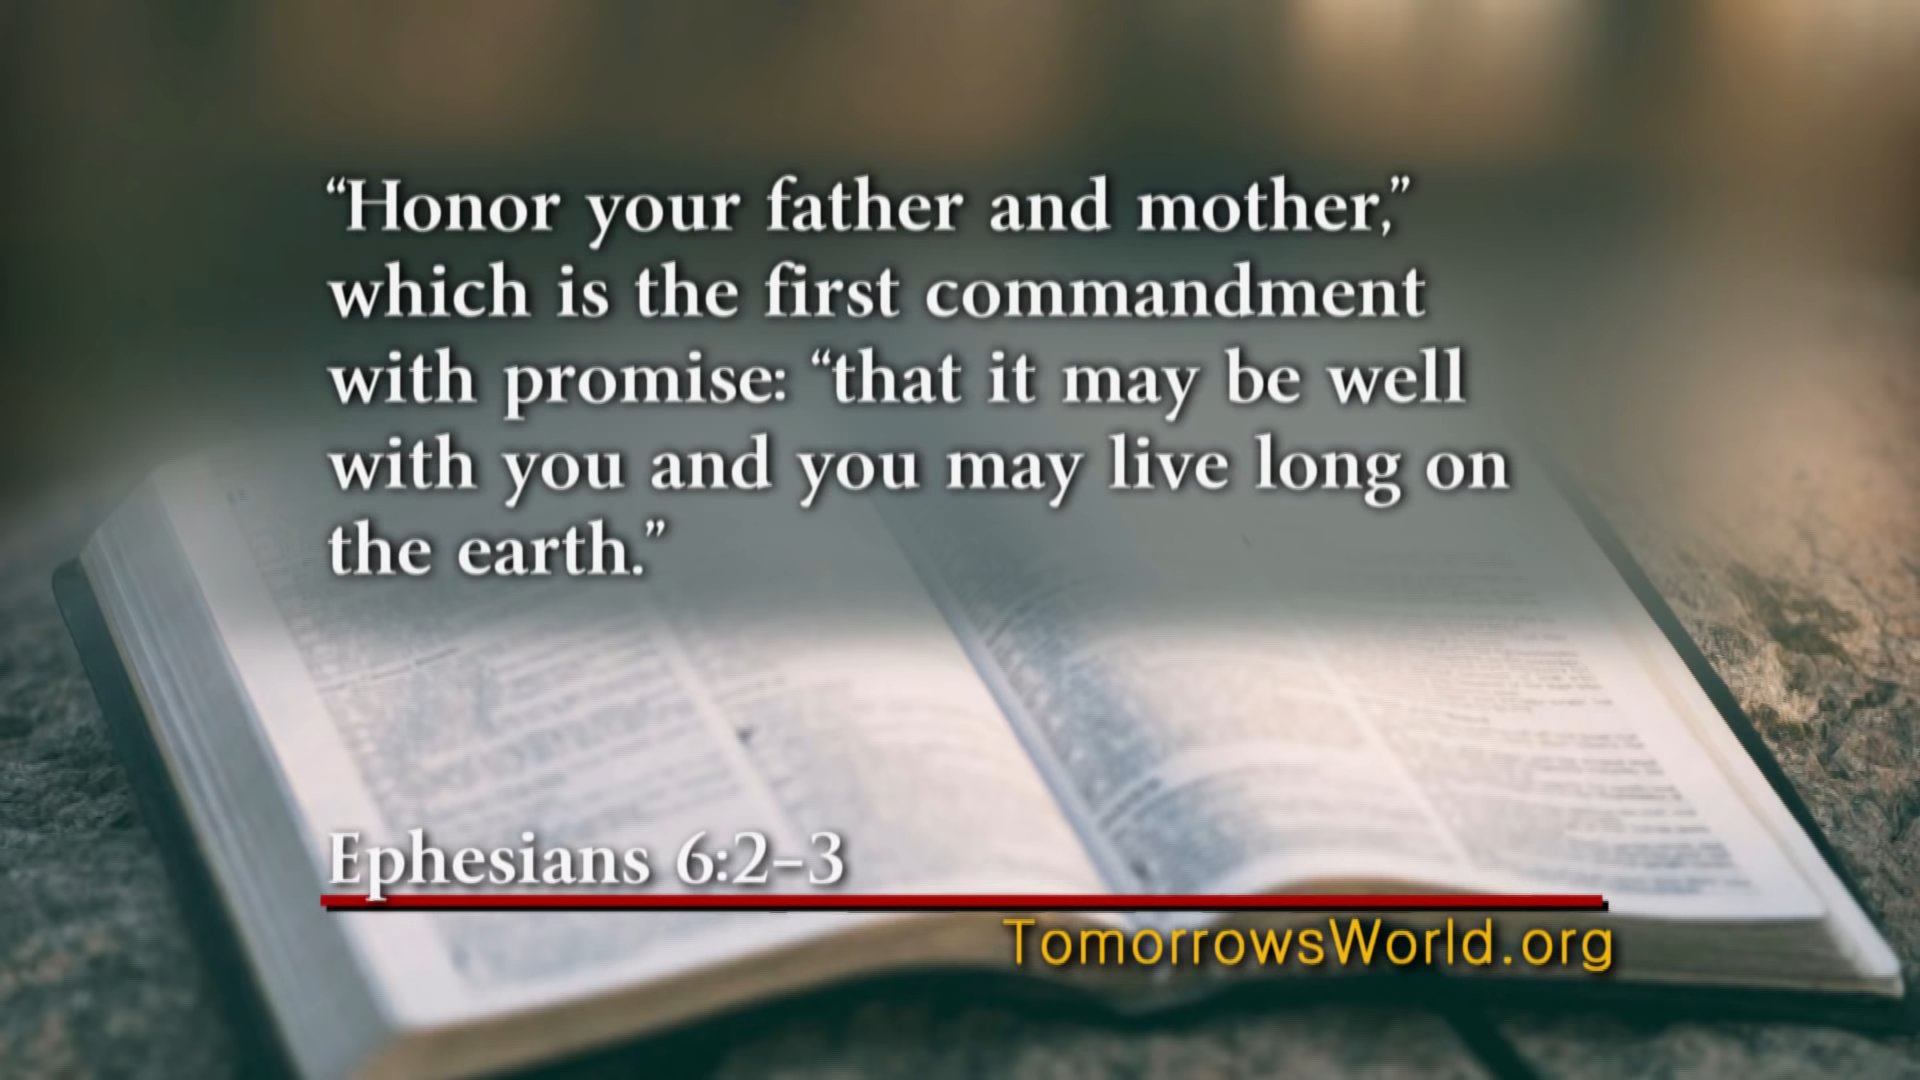 “Honor your father and mother,”
which is the first commandment
with promise: “that it may be well
with you and you may live long on
the earth.”
Ephesians 6:2–3
TomorrowsWorld.org